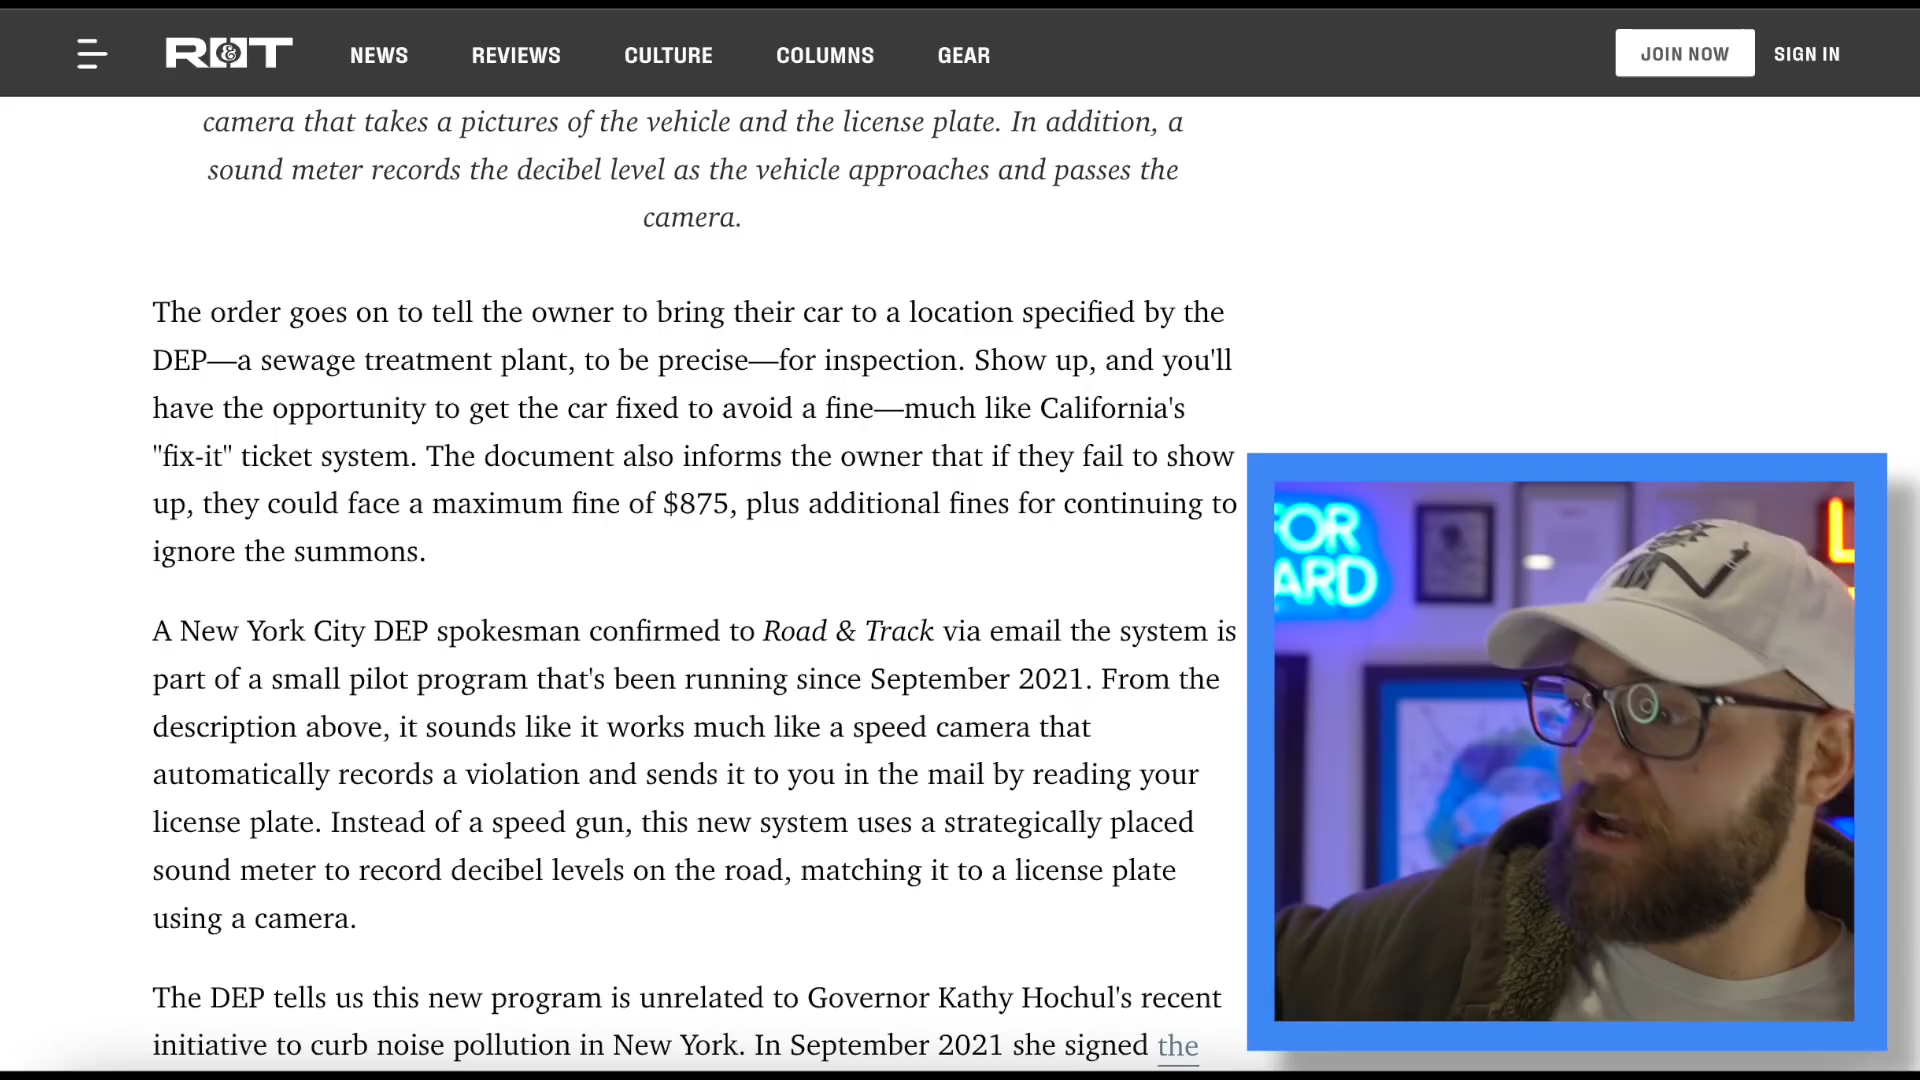 R&T NEWS REVIEWS CULTURE COLUMNS GEAR JOIN NOW SIGN IN
camera that takes a pictures of the vehicle and the license plate. In addition, a
sound meter records the decibel level as the vehicle approaches and passes the
camera.
The order goes on to tell the owner to bring their car to a location specified by the
DEP—a sewage treatment plant, to be precise—for inspection. Show up, and you'll
have the opportunity to get the car fixed to avoid a fine—much like California's
"fix-it" ticket system. The document also informs the owner that if they fail to show
up, they could face a maximum fine of $875, plus additional fines for continuing to
ignore the summons.
A New York City DEP spokesman confirmed to Road & Track via email the system is
part of a small pilot program that's been running since September 2021. From the
description above, it sounds like it works much like a speed camera that
automatically records a violation and sends it to you in the mail by reading your
license plate. Instead of a speed gun, this new system uses a strategically placed
sound meter to record decibel levels on the road, matching it to a license plate
using a camera.
The DEP tells us this new program is unrelated to Governor Kathy Hochul's recent
initiative to curb noise pollution in New York. In September 2021 she signed the
FOR
ARD